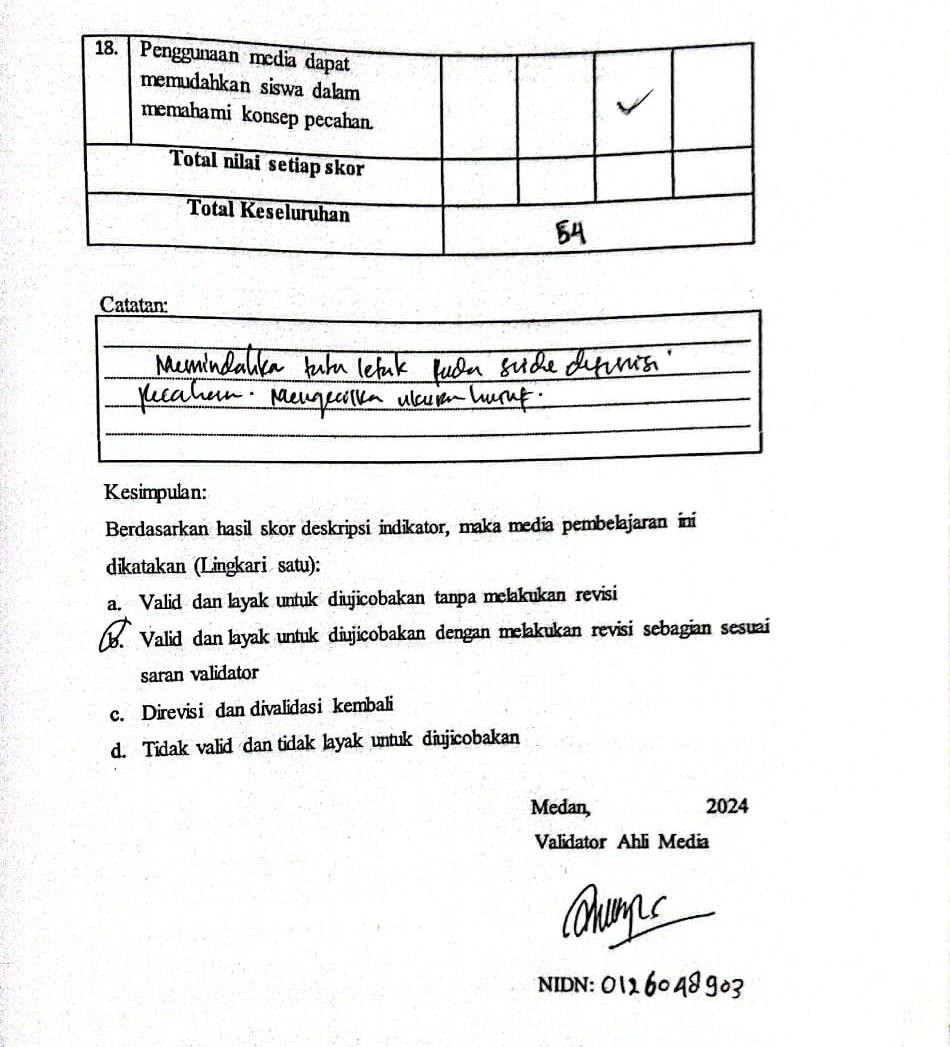 18. Penggunaan media dapat
memudahkan siswa dalam
memahami konsep pecahan.
Total nilai setiap skor
Total Keseluruhan
54
Catatan:
Memindahka tata letak pada slide definisi
pecahan. Mengecilkan ukuran huruf.
Kesimpulan:
Berdasarkan hasil skor deskripsi indikator, maka media pembelajaran ini
dikatakan (Lingkari satu):
a. Valid dan layak untuk diujicobakan tanpa melakukan revisi
b. Valid dan layak untuk diujicobakan dengan melakukan revisi sebagian sesuai
saran validator
c. Direvisi dan divalidasi kembali
d. Tidak valid dan tidak layak untuk diujicobakan
Medan, 2024
Validator Ahli Media
NIDN: 0126048903